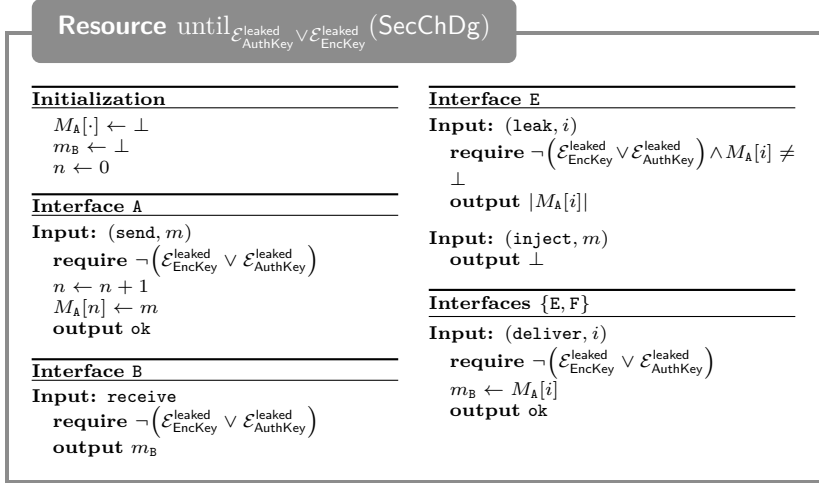 Resource until_{ℰ^{leaked}_{AuthKey} ∨ ℰ^{leaked}_{EncKey}}(SecChDg)
Initialization
M_A[·] ← ⊥
m_B ← ⊥
n ← 0
Interface A
Input: (send, m)
require ¬(ℰ^{leaked}_{EncKey} ∨ ℰ^{leaked}_{AuthKey})
n ← n + 1
M_A[n] ← m
output ok
Interface B
Input: receive
require ¬(ℰ^{leaked}_{EncKey} ∨ ℰ^{leaked}_{AuthKey})
output m_B
Interface E
Input: (leak, i)
require ¬(ℰ^{leaked}_{EncKey} ∨ ℰ^{leaked}_{AuthKey}) ∧ M_A[i] ≠
⊥
output |M_A[i]|
Input: (inject, m)
output ⊥
Interfaces {E, F}
Input: (deliver, i)
require ¬(ℰ^{leaked}_{EncKey} ∨ ℰ^{leaked}_{AuthKey})
m_B ← M_A[i]
output ok